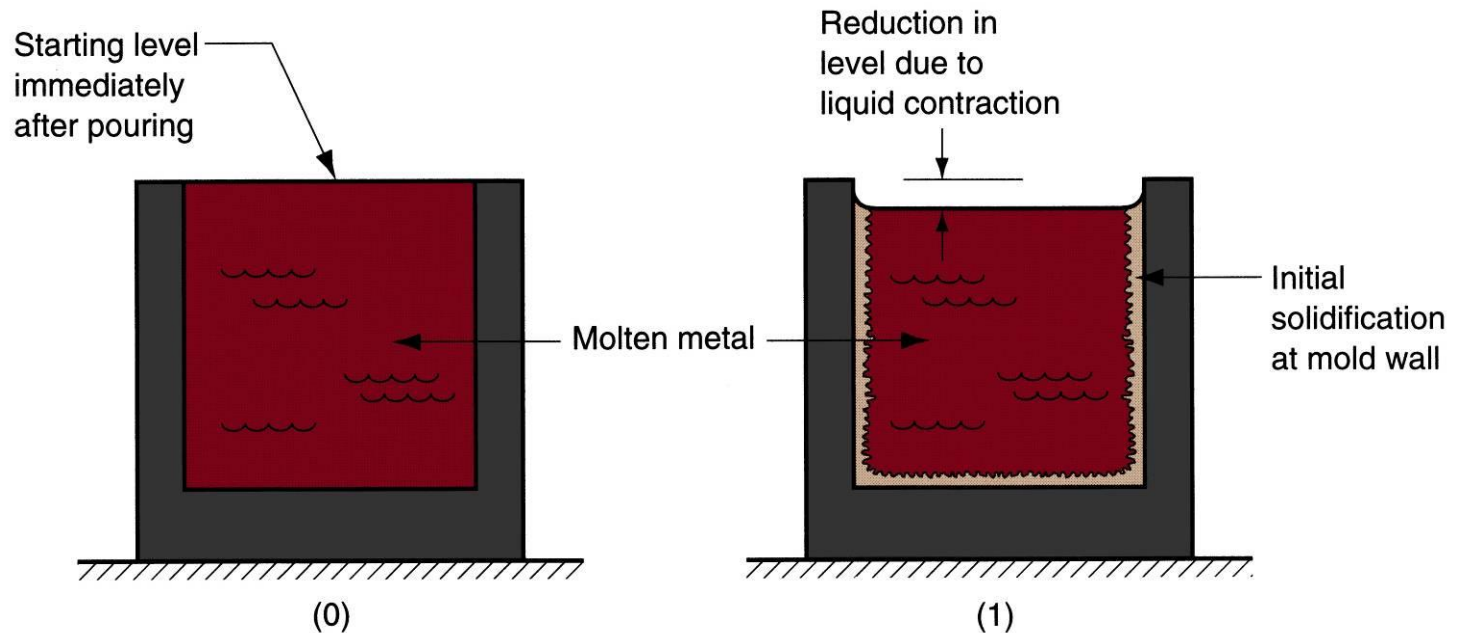 Starting level
immediately
after pouring
Reduction in
level due to
liquid contraction
Molten metal
Initial
solidification
at mold wall
(0)
(1)